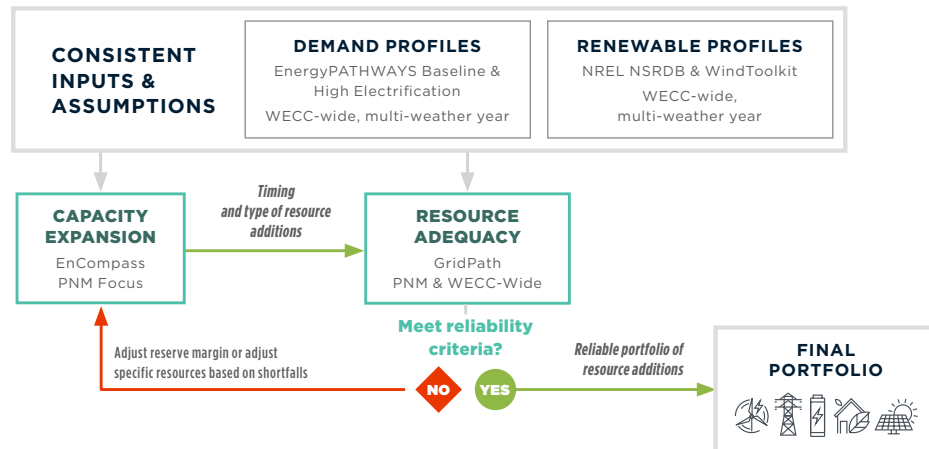 CONSISTENT
INPUTS &
ASSUMPTIONS
DEMAND PROFILES
EnergyPATHWAYS Baseline &
High Electrification
WECC-wide, multi-weather year
RENEWABLE PROFILES
NREL NSRDB & WindToolkit
WECC-wide,
multi-weather year
CAPACITY
EXPANSION
EnCompass
PNM Focus
Timing
and type of resource
additions
RESOURCE
ADEQUACY
GridPath
PNM & WECC-Wide
Meet reliability
criteria?
Adjust reserve margin or adjust
specific resources based on shortfalls
NO
YES
Reliable portfolio of
resource additions
FINAL
PORTFOLIO